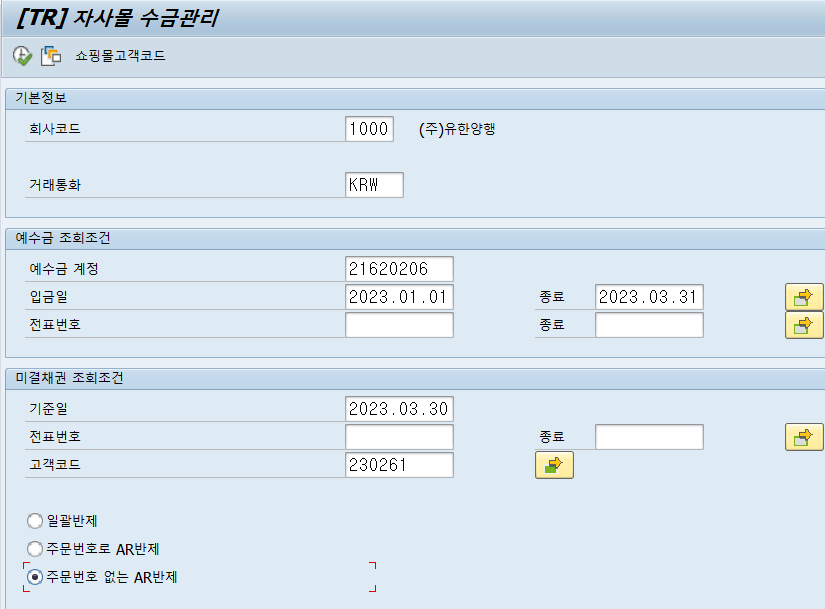 [TR] 자사몰 수금관리
쇼핑몰고객코드
기본정보
회사코드 1000 (주)유한양행
거래통화 KRW
예수금 조회조건
예수금 계정 21620206
입금일 2023.01.01 종료 2023.03.31
전표번호 종료
미결채권 조회조건
기준일 2023.03.30
전표번호 종료
고객코드 230261
일괄반제
주문번호로 AR반제
주문번호 없는 AR반제